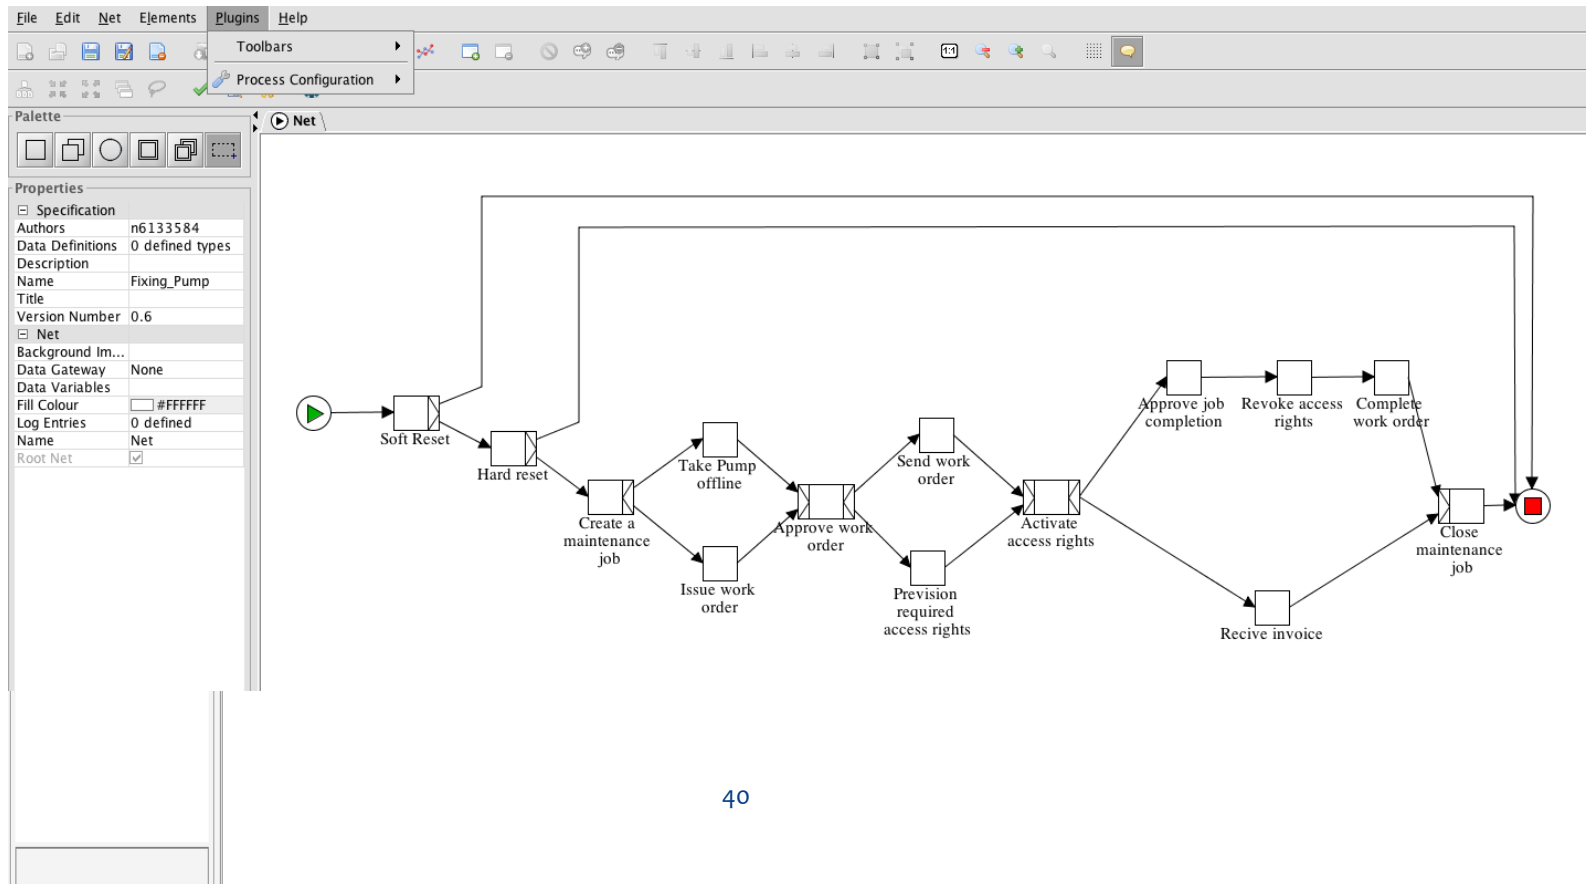 File Edit Net Elements Plugins Help
Toolbars
Process Configuration
1:1
Palette
Net
Properties
Specification
Authors n6133584
Data Definitions 0 defined types
Description
Name Fixing_Pump
Title
Version Number 0.6
Net
Background Im...
Data Gateway None
Data Variables
Fill Colour #FFFFFF
Log Entries 0 defined
Name Net
Root Net
Soft Reset
Hard reset
Create a
maintenance
job
Take Pump
offline
Issue work
order
Approve work
order
Send work
order
Prevision
required
access rights
Activate
access rights
Approve job
completion
Revoke access
rights
Complete
work order
Recive invoice
Close
maintenance
job
40